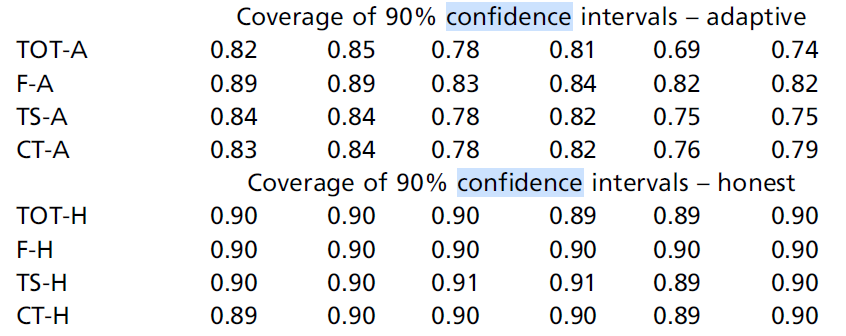 Coverage of 90% confidence intervals – adaptive
TOT-A 0.82 0.85 0.78 0.81 0.69 0.74
F-A 0.89 0.89 0.83 0.84 0.82 0.82
TS-A 0.84 0.84 0.78 0.82 0.75 0.75
CT-A 0.83 0.84 0.78 0.82 0.76 0.79
Coverage of 90% confidence intervals – honest
TOT-H 0.90 0.90 0.90 0.89 0.89 0.90
F-H 0.90 0.90 0.90 0.90 0.90 0.90
TS-H 0.90 0.90 0.91 0.91 0.89 0.90
CT-H 0.89 0.90 0.90 0.90 0.89 0.90